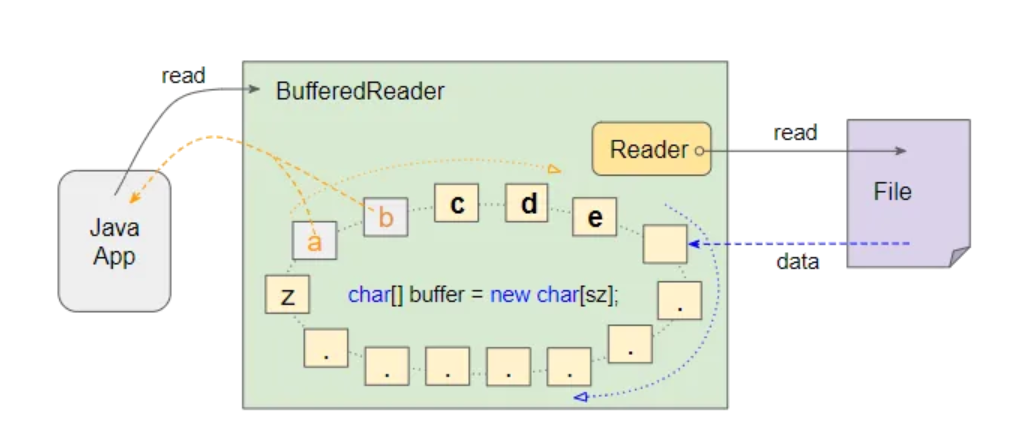 read
BufferedReader
Reader
read
File
Java
App
a
b
c
d
e
data
z
char[] buffer = new char[sz];
.
.
.
.
.
.
.